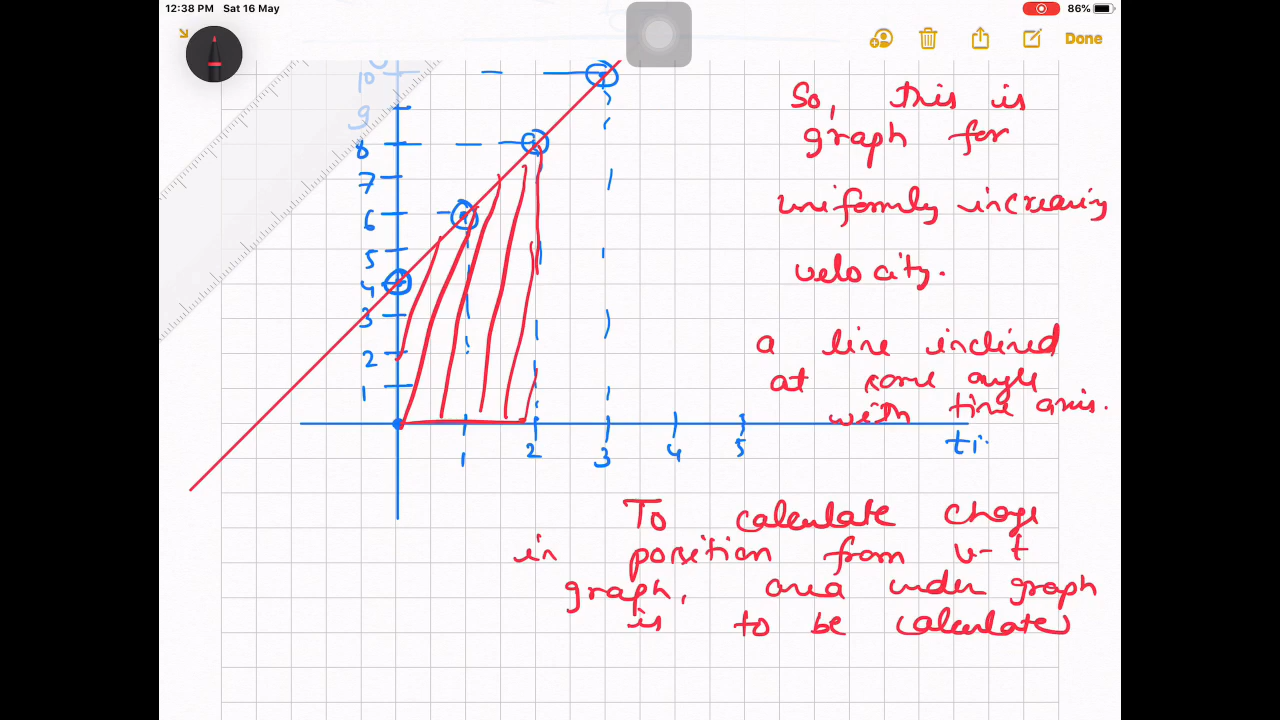 12:38 PM Sat 16 May
86%
Done
10
9
8
7
6
5
4
3
2
1
1 2 3 4 5
ti
So, this is
graph for
uniformly increasing
velocity.
a line inclined
at some angle
with time axis.
To calculate change
in position from v-t
graph, area under graph
is to be calculate